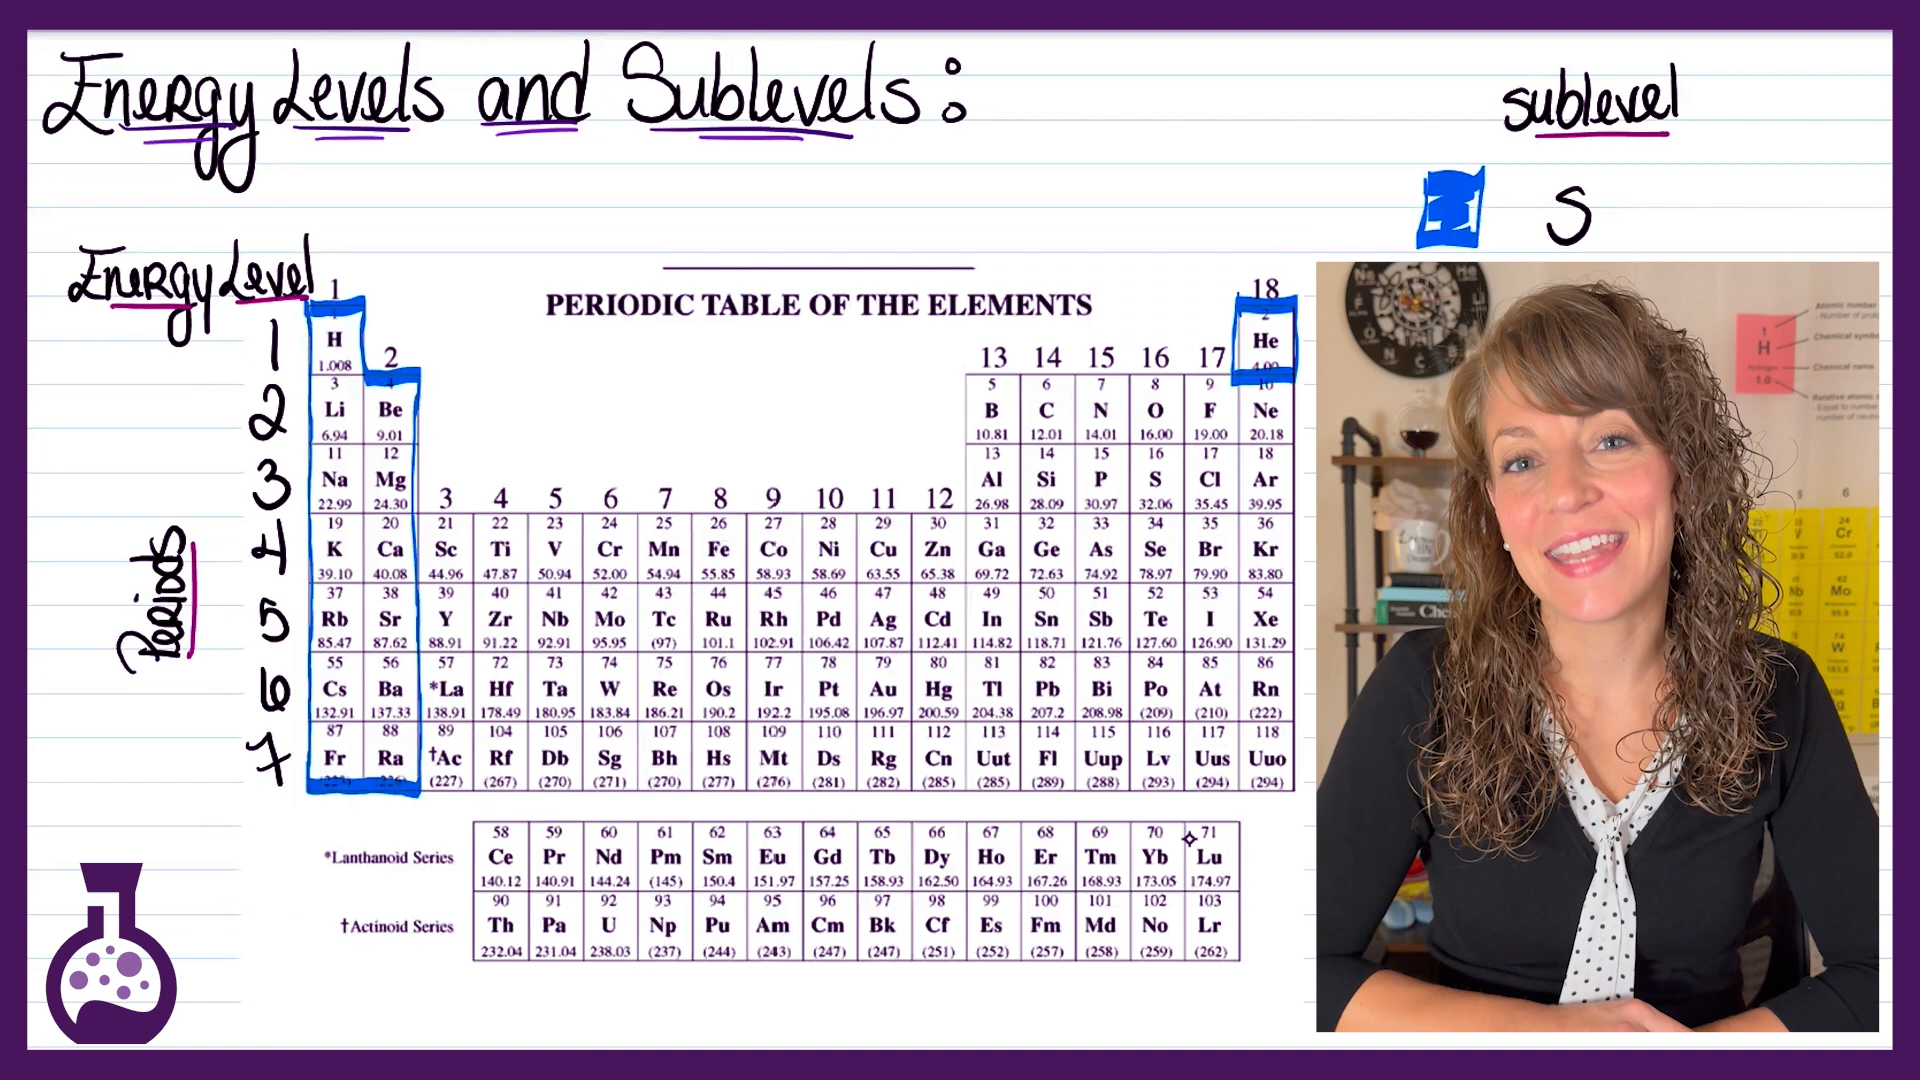 Energy Levels and Sublevels:
sublevel
S
Energy Level
1
2
3
4
5
6
7
Periods
PERIODIC TABLE OF THE ELEMENTS
1 18
2 13 14 15 16 17
3 4 5 6 7 8 9 10 11 12
H He
1.008
3 5 6 7 8 9 10
Li Be B C N O F Ne
6.94 9.01 10.81 12.01 14.01 16.00 19.00 20.18
11 12 13 14 15 16 17 18
Na Mg Al Si P S Cl Ar
22.99 24.30 26.98 28.09 30.97 32.06 35.45 39.95
19 20 21 22 23 24 25 26 27 28 29 30 31 32 33 34 35 36
K Ca Sc Ti V Cr Mn Fe Co Ni Cu Zn Ga Ge As Se Br Kr
39.10 40.08 44.96 47.87 50.94 52.00 54.94 55.85 58.93 58.69 63.55 65.38 69.72 72.63 74.92 78.97 79.90 83.80
37 38 39 40 41 42 43 44 45 46 47 48 49 50 51 52 53 54
Rb Sr Y Zr Nb Mo Tc Ru Rh Pd Ag Cd In Sn Sb Te I Xe
85.47 87.62 88.91 91.22 92.91 95.95 (97) 101.1 102.91 106.42 107.87 112.41 114.82 118.71 121.76 127.60 126.90 131.29
55 56 57 72 73 74 75 76 77 78 79 80 81 82 83 84 85 86
Cs Ba *La Hf Ta W Re Os Ir Pt Au Hg Tl Pb Bi Po At Rn
132.91 137.33 138.91 178.49 180.95 183.84 186.21 190.2 192.2 195.08 196.97 200.59 204.38 207.2 208.98 (209) (210) (222)
87 88 89 104 105 106 107 108 109 110 111 112 113 114 115 116 117 118
Fr Ra †Ac Rf Db Sg Bh Hs Mt Ds Rg Cn Uut Fl Uup Lv Uus Uuo
(227) (267) (270) (271) (270) (277) (276) (281) (282) (285) (285) (289) (288) (293) (294) (294)
58 59 60 61 62 63 64 65 66 67 68 69 70 71
*Lanthanoid Series Ce Pr Nd Pm Sm Eu Gd Tb Dy Ho Er Tm Yb Lu
140.12 140.91 144.24 (145) 150.4 151.97 157.25 158.93 162.50 164.93 167.26 168.93 173.05 174.97
90 91 92 93 94 95 96 97 98 99 100 101 102 103
†Actinoid Series Th Pa U Np Pu Am Cm Bk Cf Es Fm Md No Lr
232.04 231.04 238.03 (237) (244) (243) (247) (247) (251) (252) (257) (258) (259) (262)
1
H
1.0
Atomic number
Chemical name
6
24
Cr
52.0
42
Mo
74
W